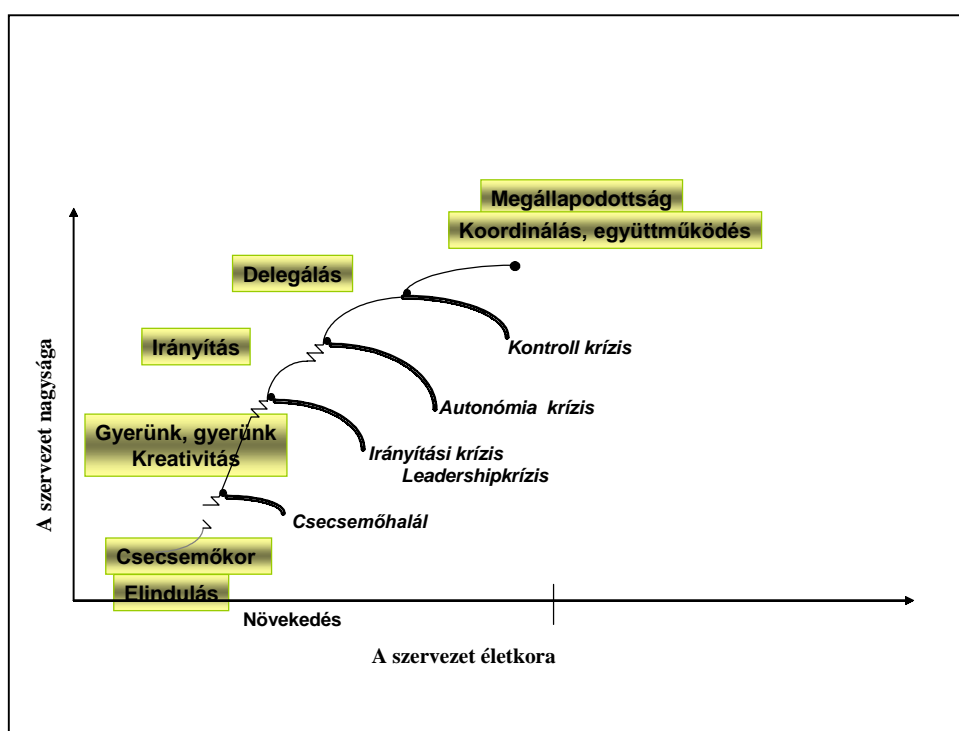 Megállapodottság
Koordinálás, együttműködés
Delegálás
Irányítás
Kontroll krízis
Autonómia krízis
Gyerünk, gyerünk
Kreativitás
Irányítási krízis
Leadershipkrízis
Csecsemőhalál
A szervezet nagysága
Csecsemőkor
Elindulás
Növekedés
A szervezet életkora